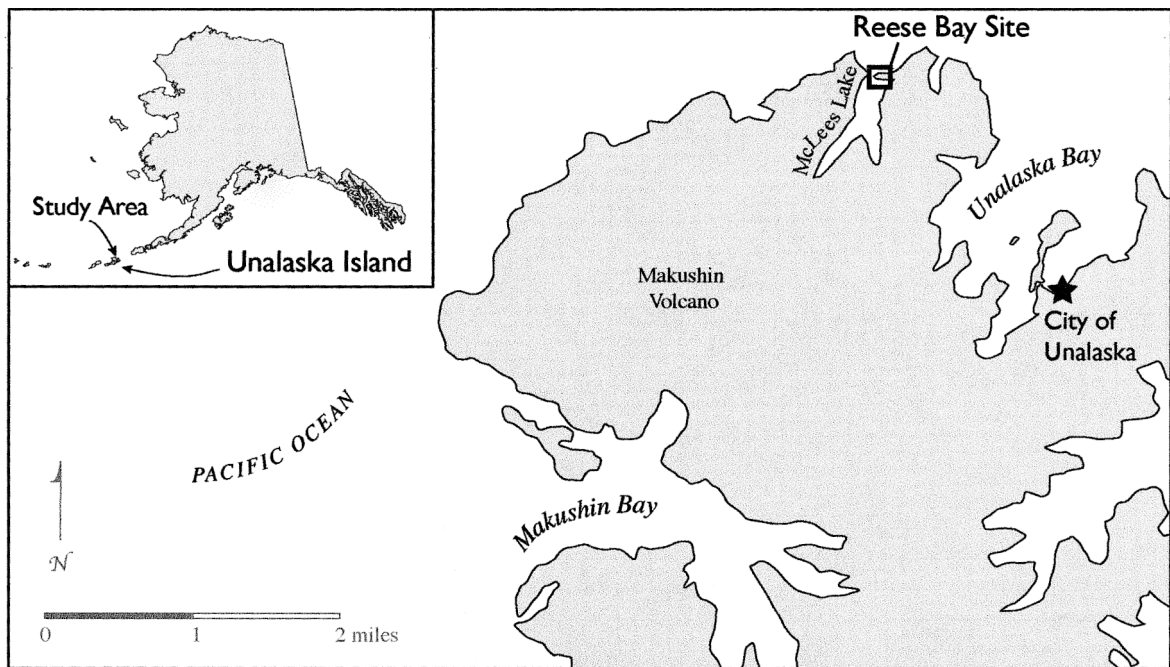 Reese Bay Site
McLees Lake
Unalaska Bay
Study Area
Unalaska Island
Makushin
Volcano
City of
Unalaska
PACIFIC OCEAN
Makushin Bay
N
0 1 2 miles